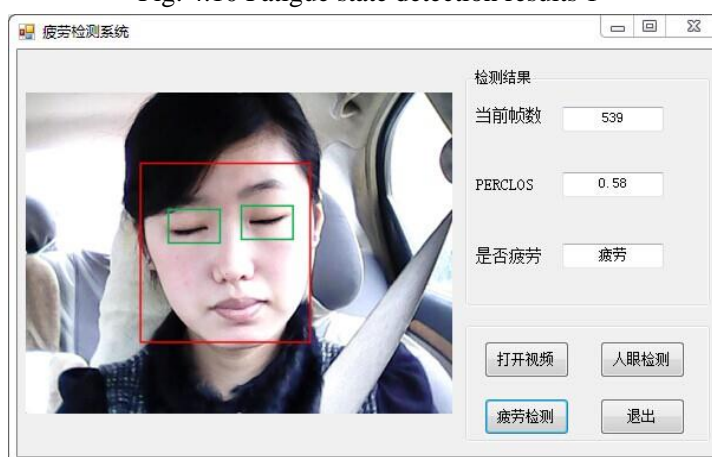 Fig. 4.16 Fatigue state detection results 1
疲劳检测系统
检测结果
当前帧数 539
PERCLOS 0.58
是否疲劳 疲劳
打开视频 人眼检测
疲劳检测 退出